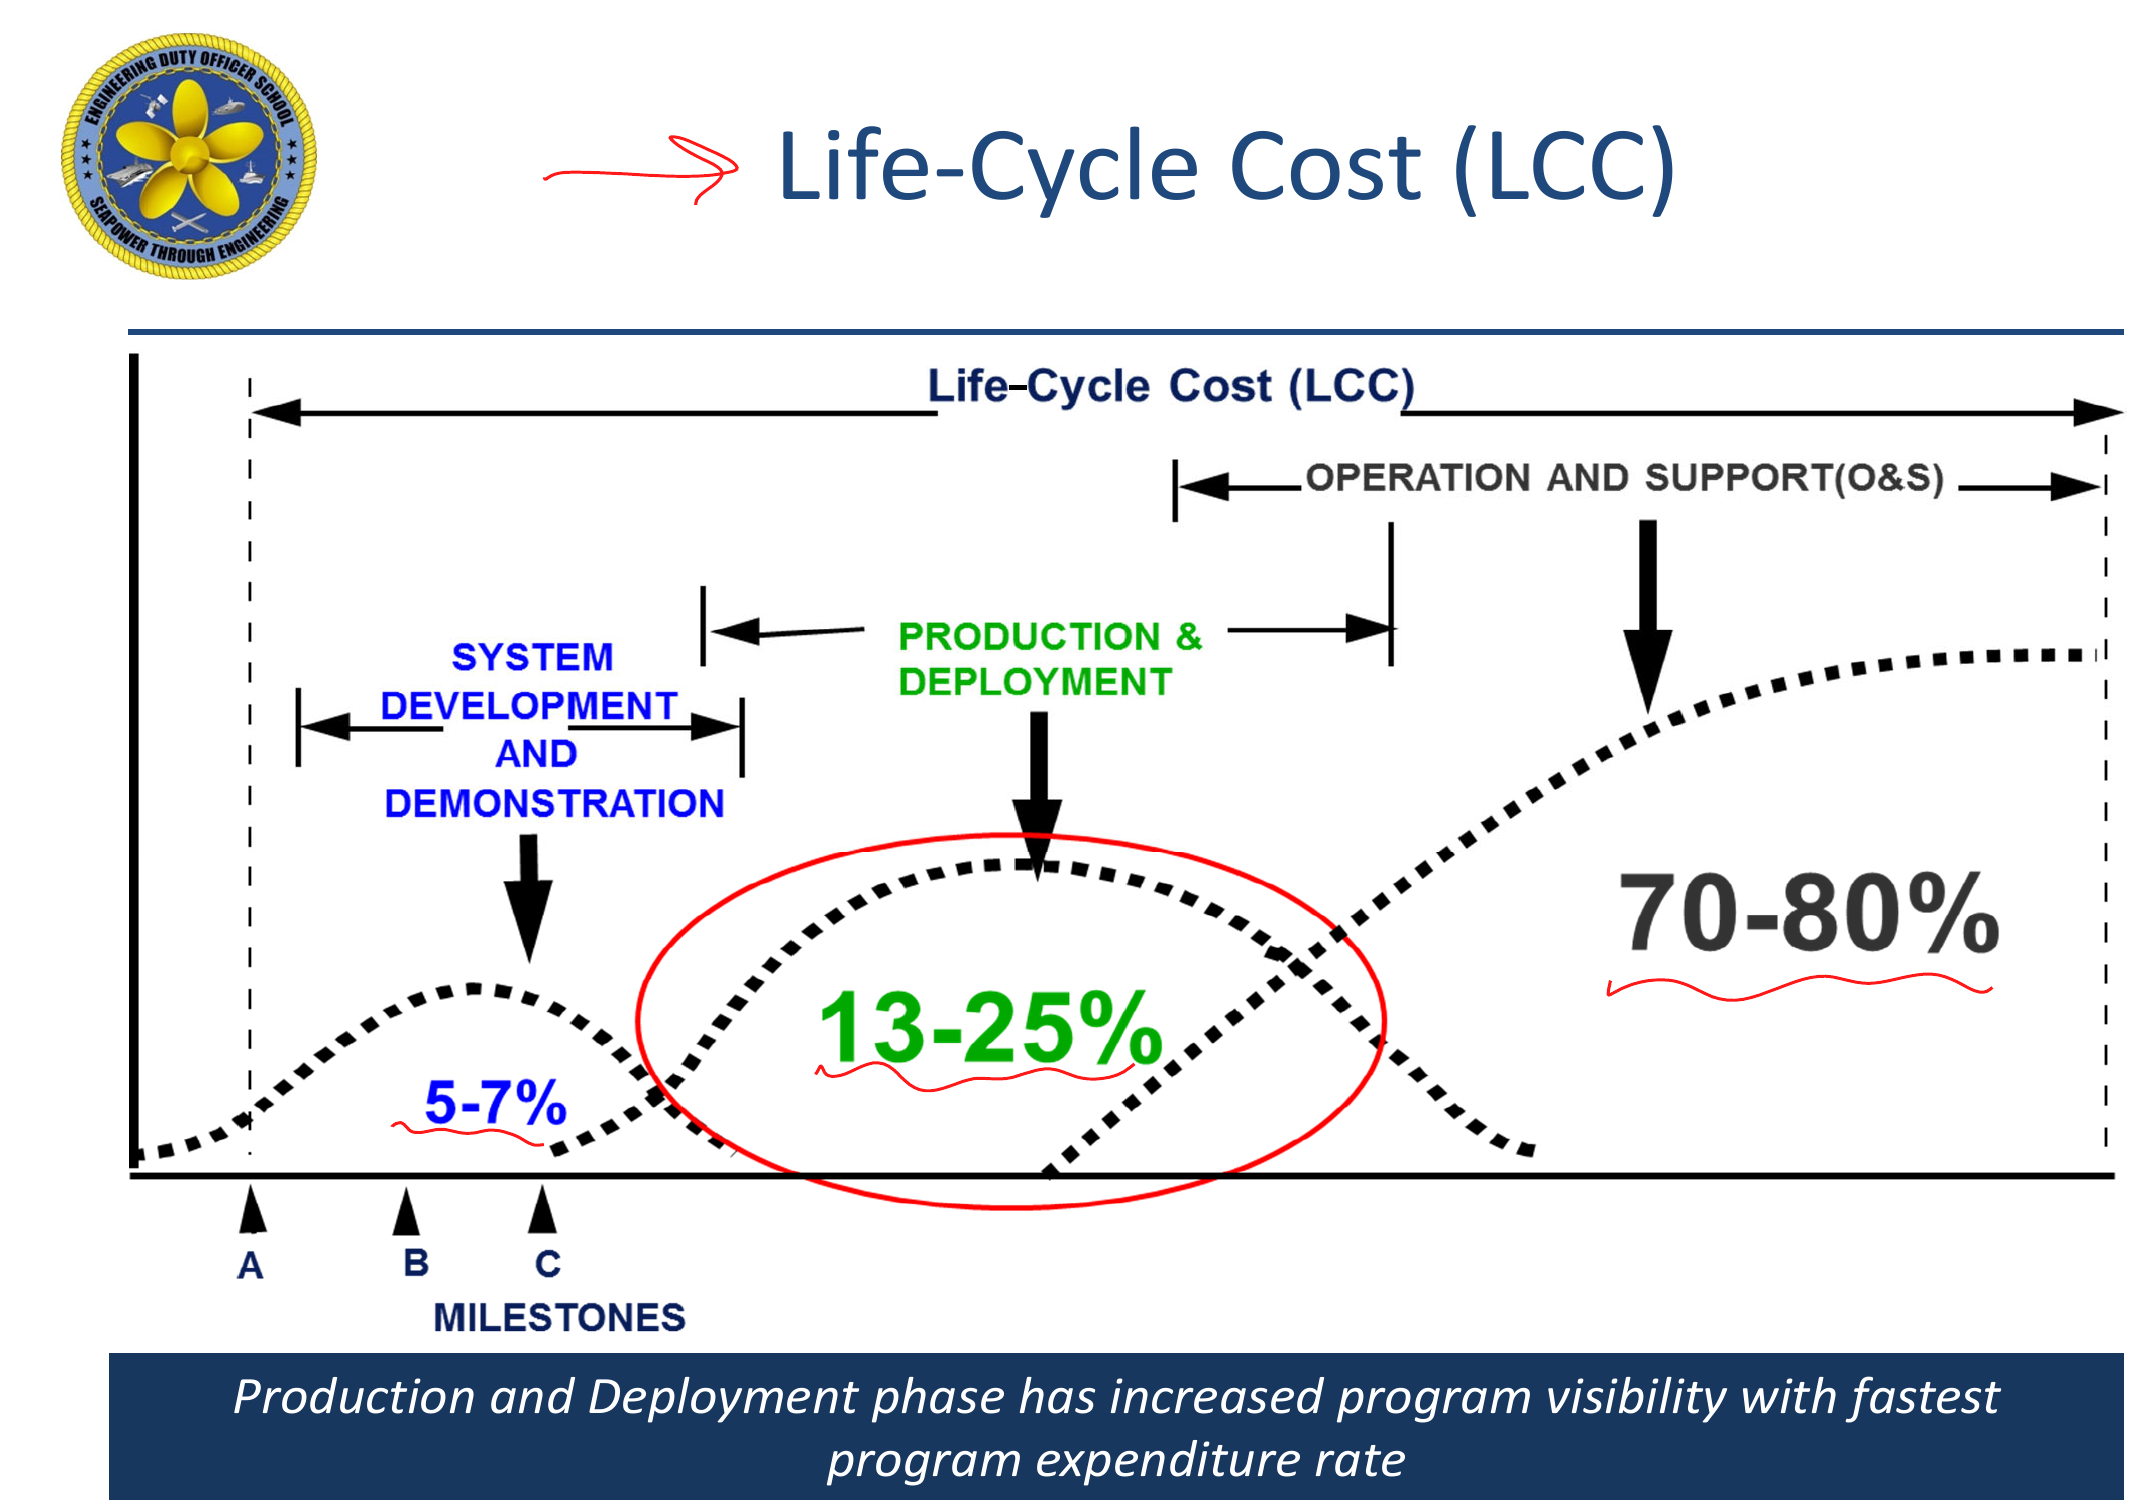 ENGINEERING DUTY OFFICER SCHOOL
SEAPOWER THROUGH ENGINEERING
Life-Cycle Cost (LCC)
Life-Cycle Cost (LCC)
OPERATION AND SUPPORT(O&S)
PRODUCTION &
DEPLOYMENT
SYSTEM
DEVELOPMENT
AND
DEMONSTRATION
70-80%
13-25%
5-7%
A B C
MILESTONES
Production and Deployment phase has increased program visibility with fastest
program expenditure rate